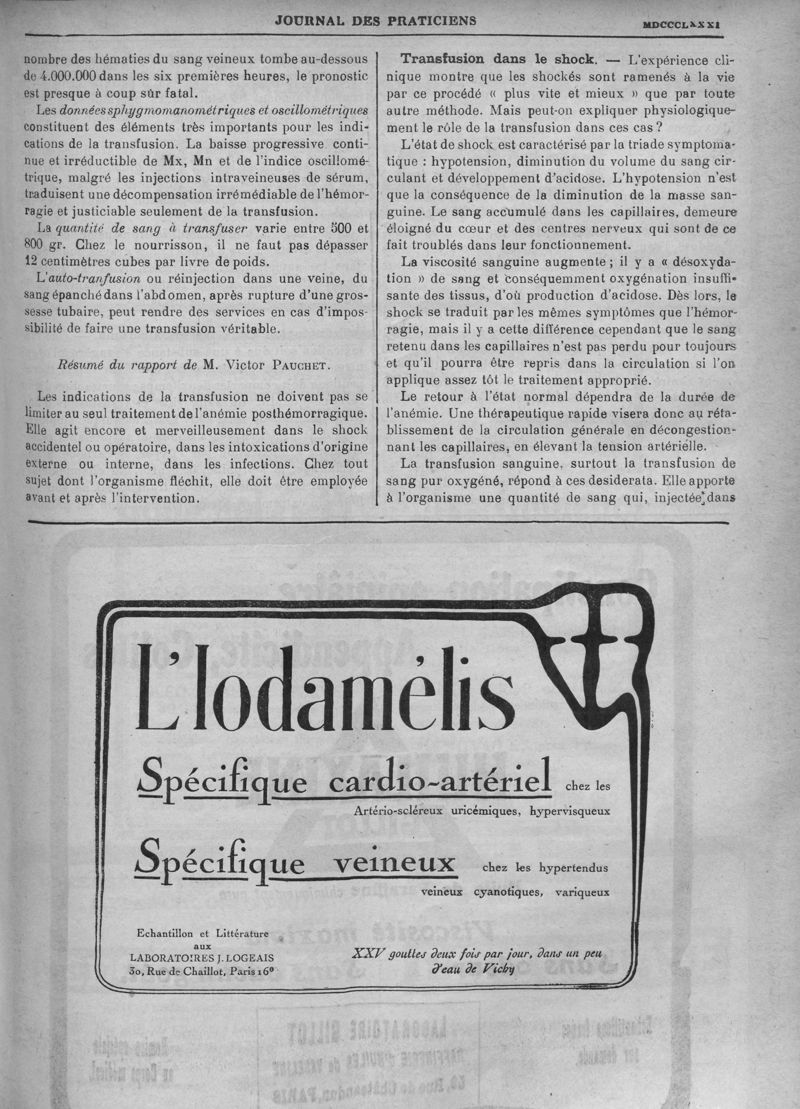 JOURNAL DES PRATICIENS
nombre des hématies du sang veineux tombe au-dessous
de 4.000.000 dans les six premières heures, le pronostic
est presque à coup sûr fatal.
Les données sphygmomanométriques et oscillométriques
constituent des éléments très importants pour les indi-
cations de la transfusion. La baisse progressive conti-
nue et irréductible de Mx, Mn et de l'indice oscillomé-
trique, malgré les injections intraveineuses de sérum,
traduisent une décompensation irrémédiable de l'hémor-
ragie et justiciable seulement de la transfusion.
La quantité de sang à transfuser varie entre 500 et
800 gr. Chez le nourrisson, il ne faut pas dépasser
12 centimètres cubes par livre de poids.
L'auto-tranfusion ou réinjection dans une veine, du
sang épanché dans l'abdomen, après rupture d'une gros-
sesse tubaire, peut rendre des services en cas d'impos-
sibilité de faire une transfusion véritable.
Résumé du rapport de M. Victor PAUCHET.
Les indications de la transfusion ne doivent pas se
limiter au seul traitement de l'anémie posthémorragique.
Elle agit encore et merveilleusement dans le shock
accidentel ou opératoire, dans les intoxications d'origine
externe ou interne, dans les infections. Chez tout
sujet dont l'organisme fléchit, elle doit être employée
avant et après l'intervention.
Transfusion dans le shock. — L'expérience cli-
nique montre que les shockés sont ramenés à la vie
par ce procédé « plus vite et mieux » que par toute
autre méthode. Mais peut-on expliquer physiologique-
ment le rôle de la transfusion dans ces cas ?
L'état de shock est caractérisé par la triade symptoma-
tique : hypotension, diminution du volume du sang cir-
culant et développement d'acidose. L'hypotension n'est
que la conséquence de la diminution de la masse san-
guine. Le sang accumulé dans les capillaires, demeure
éloigné du cœur et des centres nerveux qui sont de ce
fait troublés dans leur fonctionnement.
La viscosité sanguine augmente ; il y a « désoxyda-
tion » de sang et conséquemment oxygénation insuffi-
sante des tissus, d'où production d'acidose. Dès lors, le
shock se traduit par les mêmes symptômes que l'hémor-
ragie, mais il y a cette différence cependant que le sang
retenu dans les capillaires n'est pas perdu pour toujours
et qu'il pourra être repris dans la circulation si l'on
applique assez tôt le traitement approprié.
Le retour à l'état normal dépendra de la durée de
l'anémie. Une thérapeutique rapide visera donc au réta-
blissement de la circulation générale en décongestion-
nant les capillaires, en élevant la tension artérielle.
La transfusion sanguine, surtout la transfusion de
sang pur oxygéné, répond à ces desiderata. Elle apporte
à l'organisme une quantité de sang qui, injectée dans
L'Iodamélis
Spécifique cardio-artériel chez les
Artério-scléreux uricémiques, hypervisqueux
Spécifique veineux chez les hypertendus
veineux cyanotiques, variqueux
Echantillon et Littérature
aux
LABORATOIRES J. LOGEAIS
30, Rue de Chaillot, Paris 16e
XXV gouttes deux fois par jour, dans un peu
d'eau de Vichy